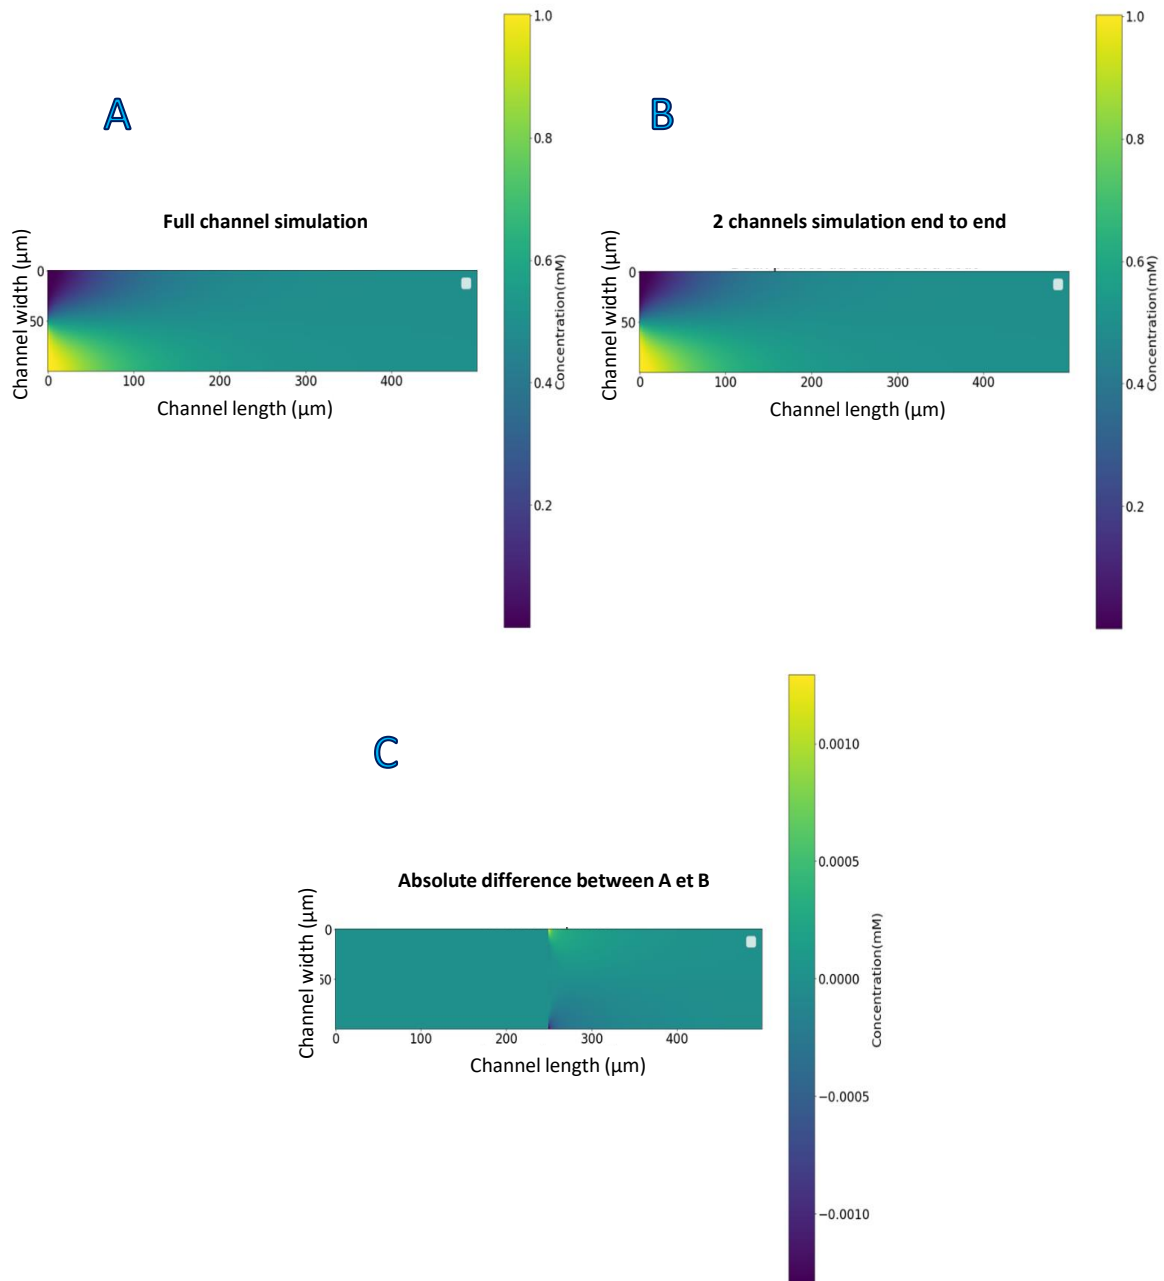 A
Full channel simulation
Channel width (µm)
0
50
0 100 200 300 400
Channel length (µm)
1.0
0.8
0.6
0.4
0.2
Concentration(mM)
B
2 channels simulation end to end
Channel width (µm)
0
50
0 100 200 300 400
Channel length (µm)
1.0
0.8
0.6
0.4
0.2
Concentration(mM)
C
Absolute difference between A et B
Channel width (µm)
0
50
0 100 200 300 400
Channel length (µm)
0.0010
0.0005
0.0000
−0.0005
−0.0010
Concentration(mM)